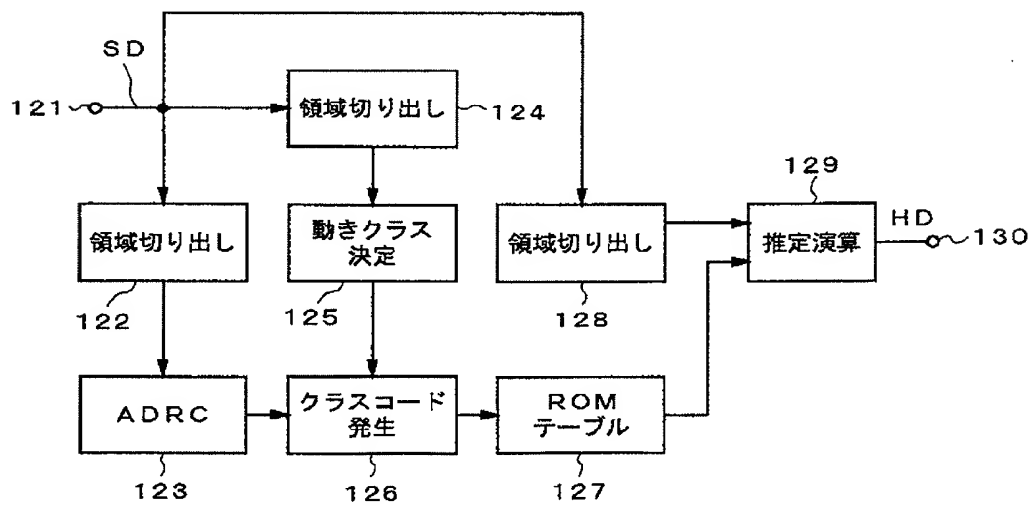 SD
121
領域切り出し
124
129
領域切り出し
動きクラス
決定
領域切り出し
推定演算
HD
130
122
125
128
ADRC
クラスコード
発生
ROM
テーブル
123
126
127